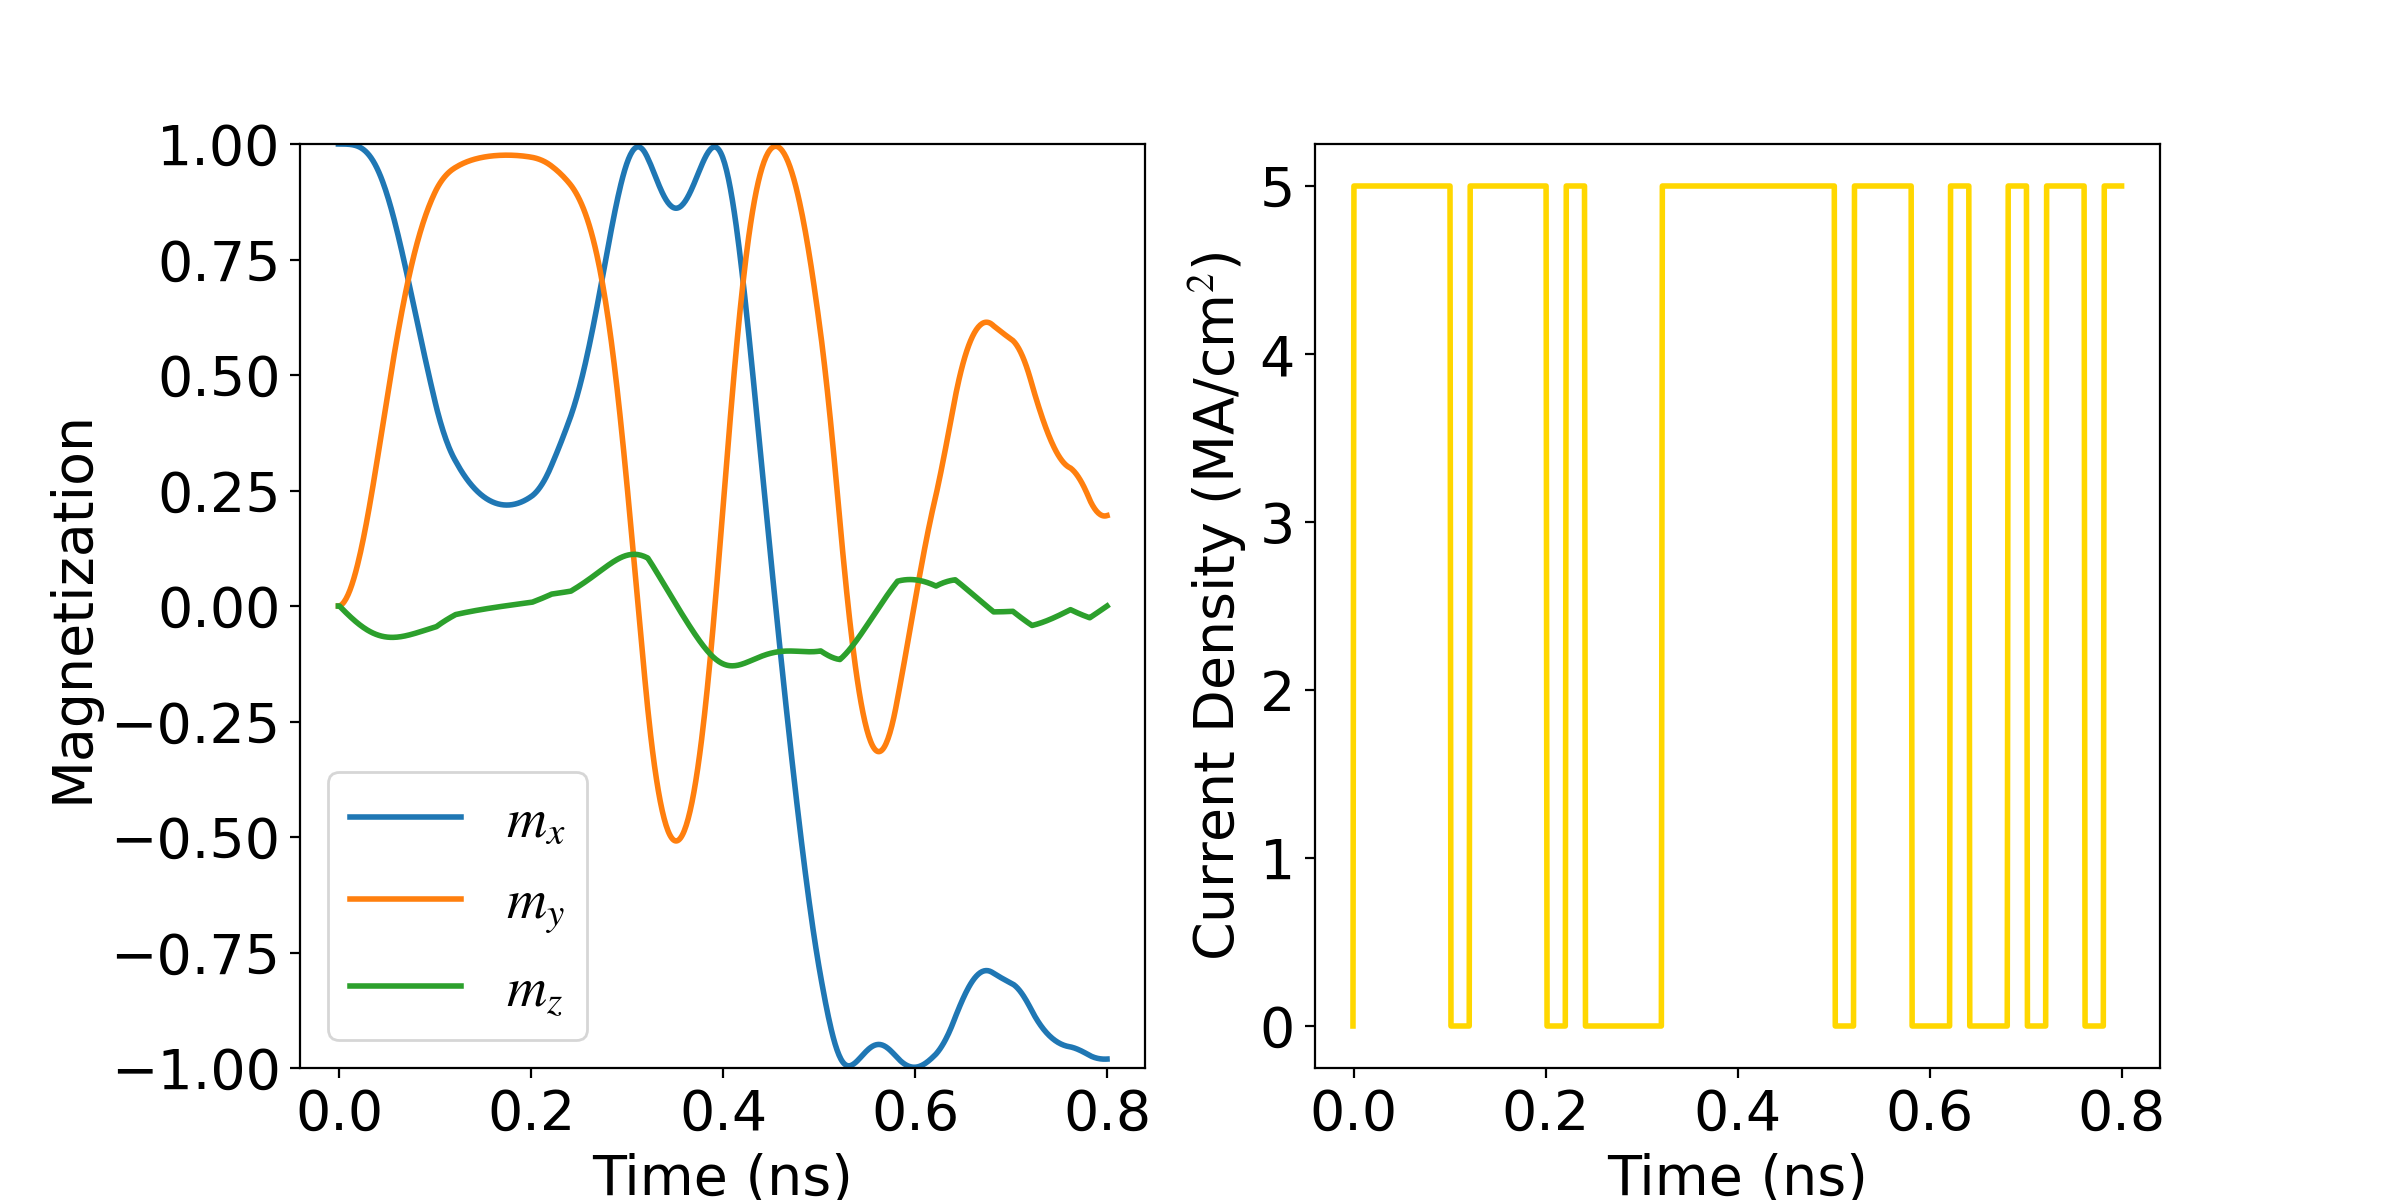 Magnetization
1.00
0.75
0.50
0.25
0.00
−0.25
−0.50
−0.75
−1.00
0.0 0.2 0.4 0.6 0.8
Time (ns)
m_x
m_y
m_z
Current Density (MA/cm²)
5
4
3
2
1
0
0.0 0.2 0.4 0.6 0.8
Time (ns)